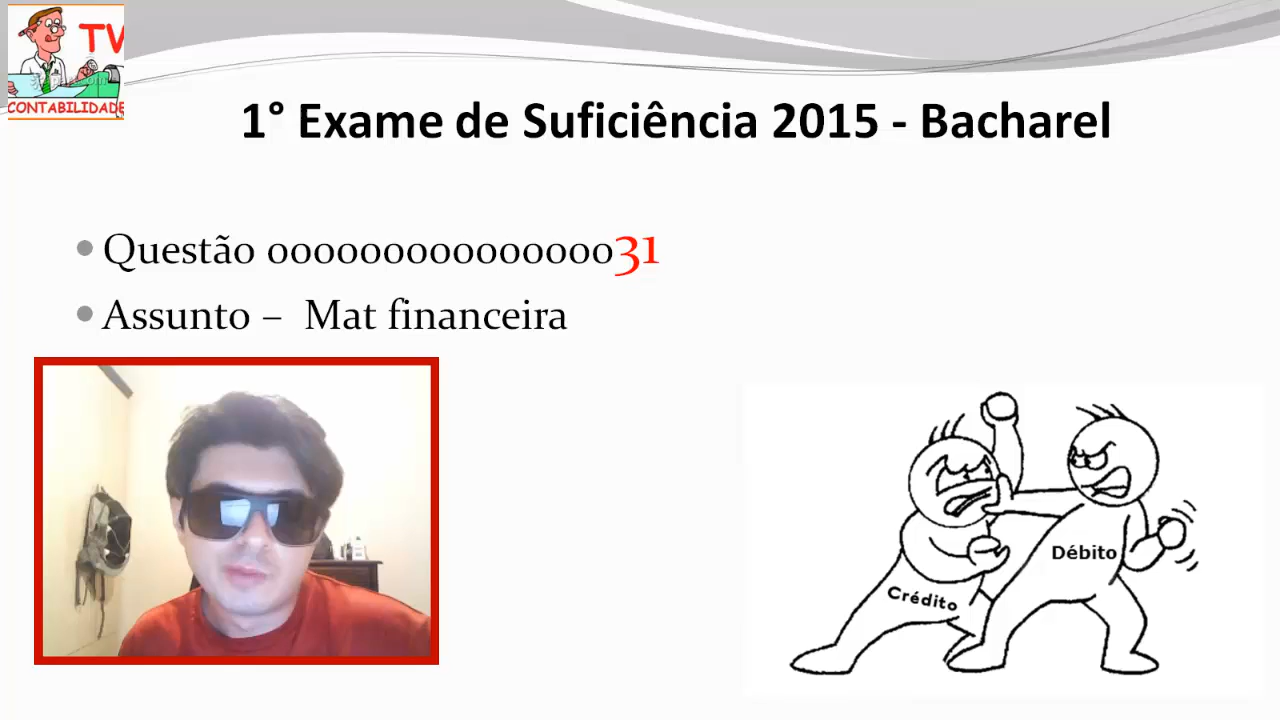 TV
CONTABILIDADE
1° Exame de Suficiência 2015 - Bacharel
Questão ooooooooooooooo31
Assunto – Mat financeira
Crédito
Débito